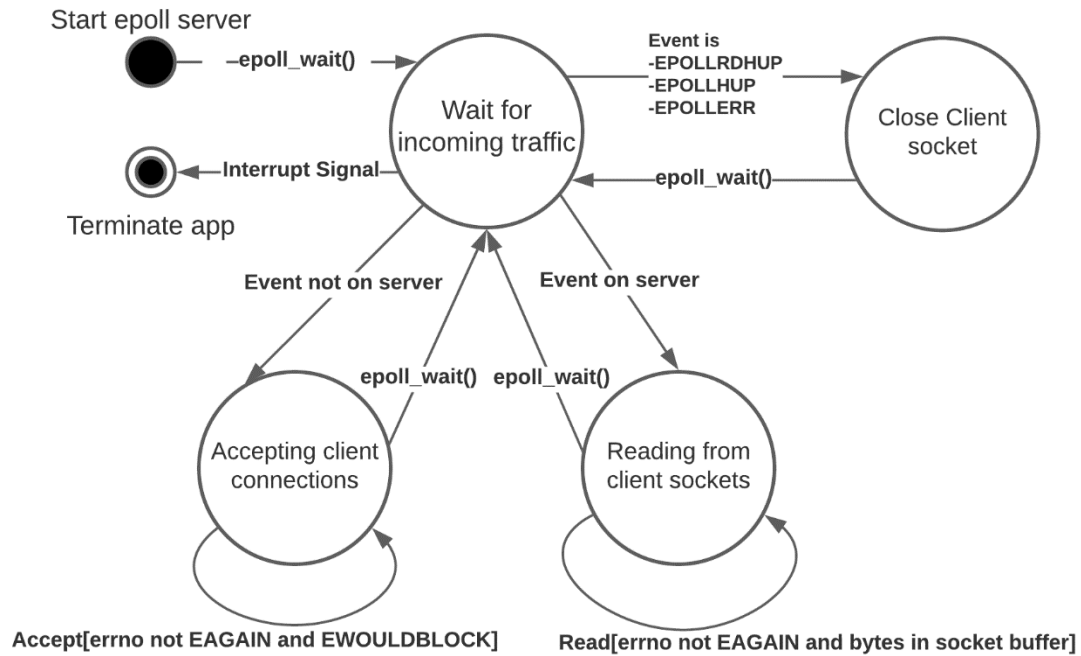 Start epoll server
epoll_wait()
Wait for
incoming traffic
Event is
-EPOLLRDHUP
-EPOLLHUP
-EPOLLERR
Close Client
socket
Interrupt Signal
epoll_wait()
Terminate app
Event not on server
Event on server
epoll_wait()
epoll_wait()
Accepting client
connections
Reading from
client sockets
Accept[errno not EAGAIN and EWOULDBLOCK]
Read[errno not EAGAIN and bytes in socket buffer]